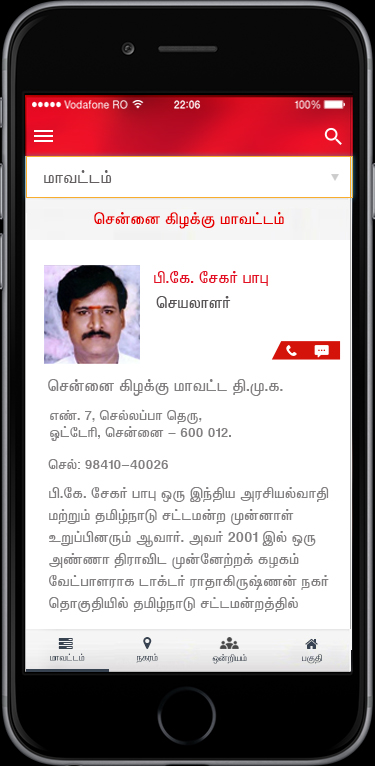 Vodafone RO 22:06 100%
மாவட்டம்
சென்னை கிழக்கு மாவட்டம்
பி.கே. சேகர் பாபு
செயலாளர்
சென்னை கிழக்கு மாவட்ட தி.மு.க.
எண். 7, செல்லப்பா தெரு,
ஓட்டேரி, சென்னை – 600 012.
செல்: 98410–40026
பி.கே. சேகர் பாபு ஒரு இந்திய அரசியல்வாதி
மற்றும் தமிழ்நாடு சட்டமன்ற முன்னாள்
உறுப்பினரும் ஆவார். அவர் 2001 இல் ஒரு
அண்ணா திராவிட முன்னேற்றக் கழகம்
வேட்பாளராக டாக்டர் ராதாகிருஷ்ணன் நகர்
தொகுதியில் தமிழ்நாடு சட்டமன்றத்தில்
மாவட்டம் நகரம் ஒன்றியம் பகுதி